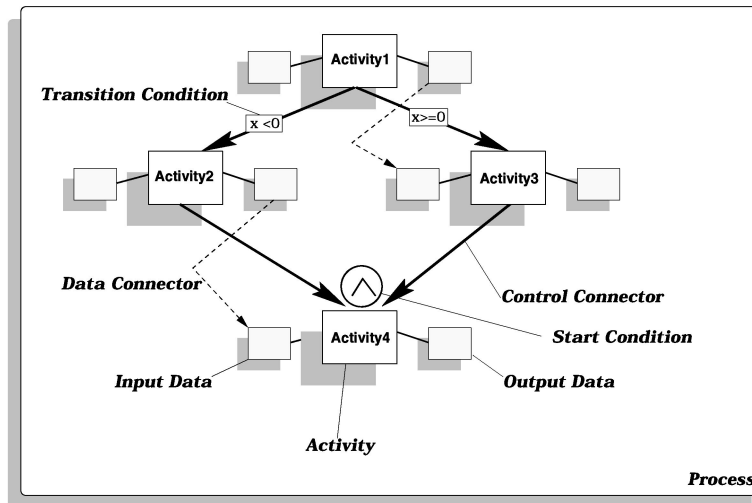 Activity1
Transition Condition
x <0
x>=0
Activity2
Activity3
Data Connector
Control Connector
Activity4
Start Condition
Input Data
Output Data
Activity
Process